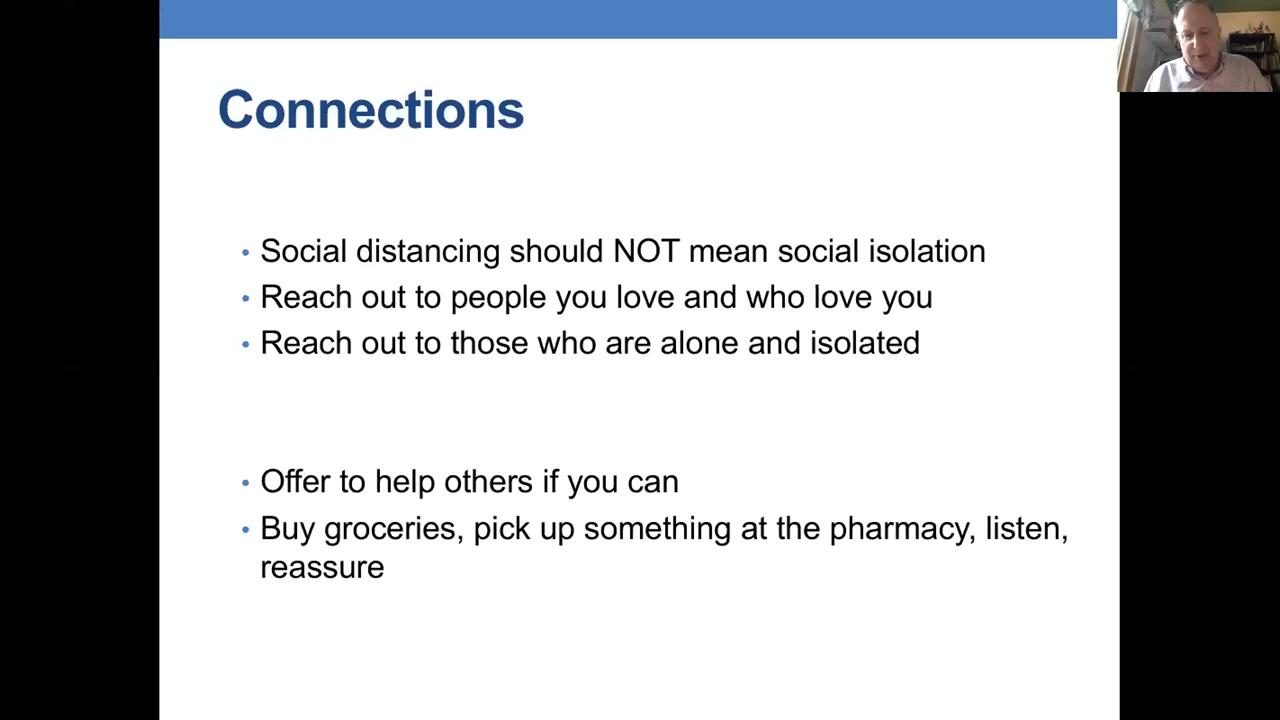 Connections
• Social distancing should NOT mean social isolation
• Reach out to people you love and who love you
• Reach out to those who are alone and isolated
• Offer to help others if you can
• Buy groceries, pick up something at the pharmacy, listen,
reassure